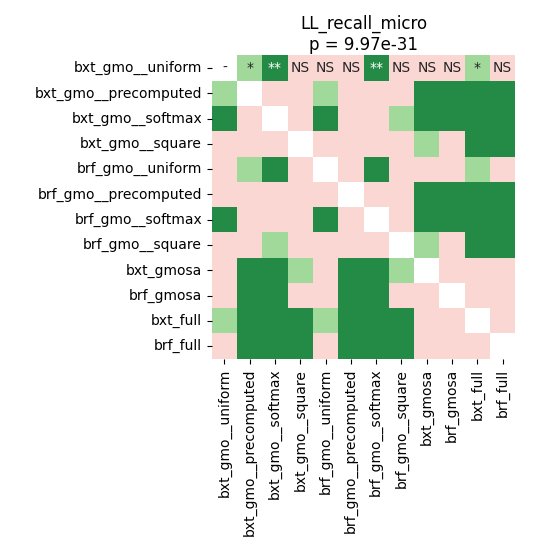 LL_recall_micro
p = 9.97e-31
bxt_gmo__uniform - * ** NS NS NS ** NS NS NS * NS
bxt_gmo__precomputed
bxt_gmo__softmax
bxt_gmo__square
brf_gmo__uniform
brf_gmo__precomputed
brf_gmo__softmax
brf_gmo__square
bxt_gmosa
brf_gmosa
bxt_full
brf_full
bxt_gmo__uniform
bxt_gmo__precomputed
bxt_gmo__softmax
bxt_gmo__square
brf_gmo__uniform
brf_gmo__precomputed
brf_gmo__softmax
brf_gmo__square
bxt_gmosa
brf_gmosa
bxt_full
brf_full